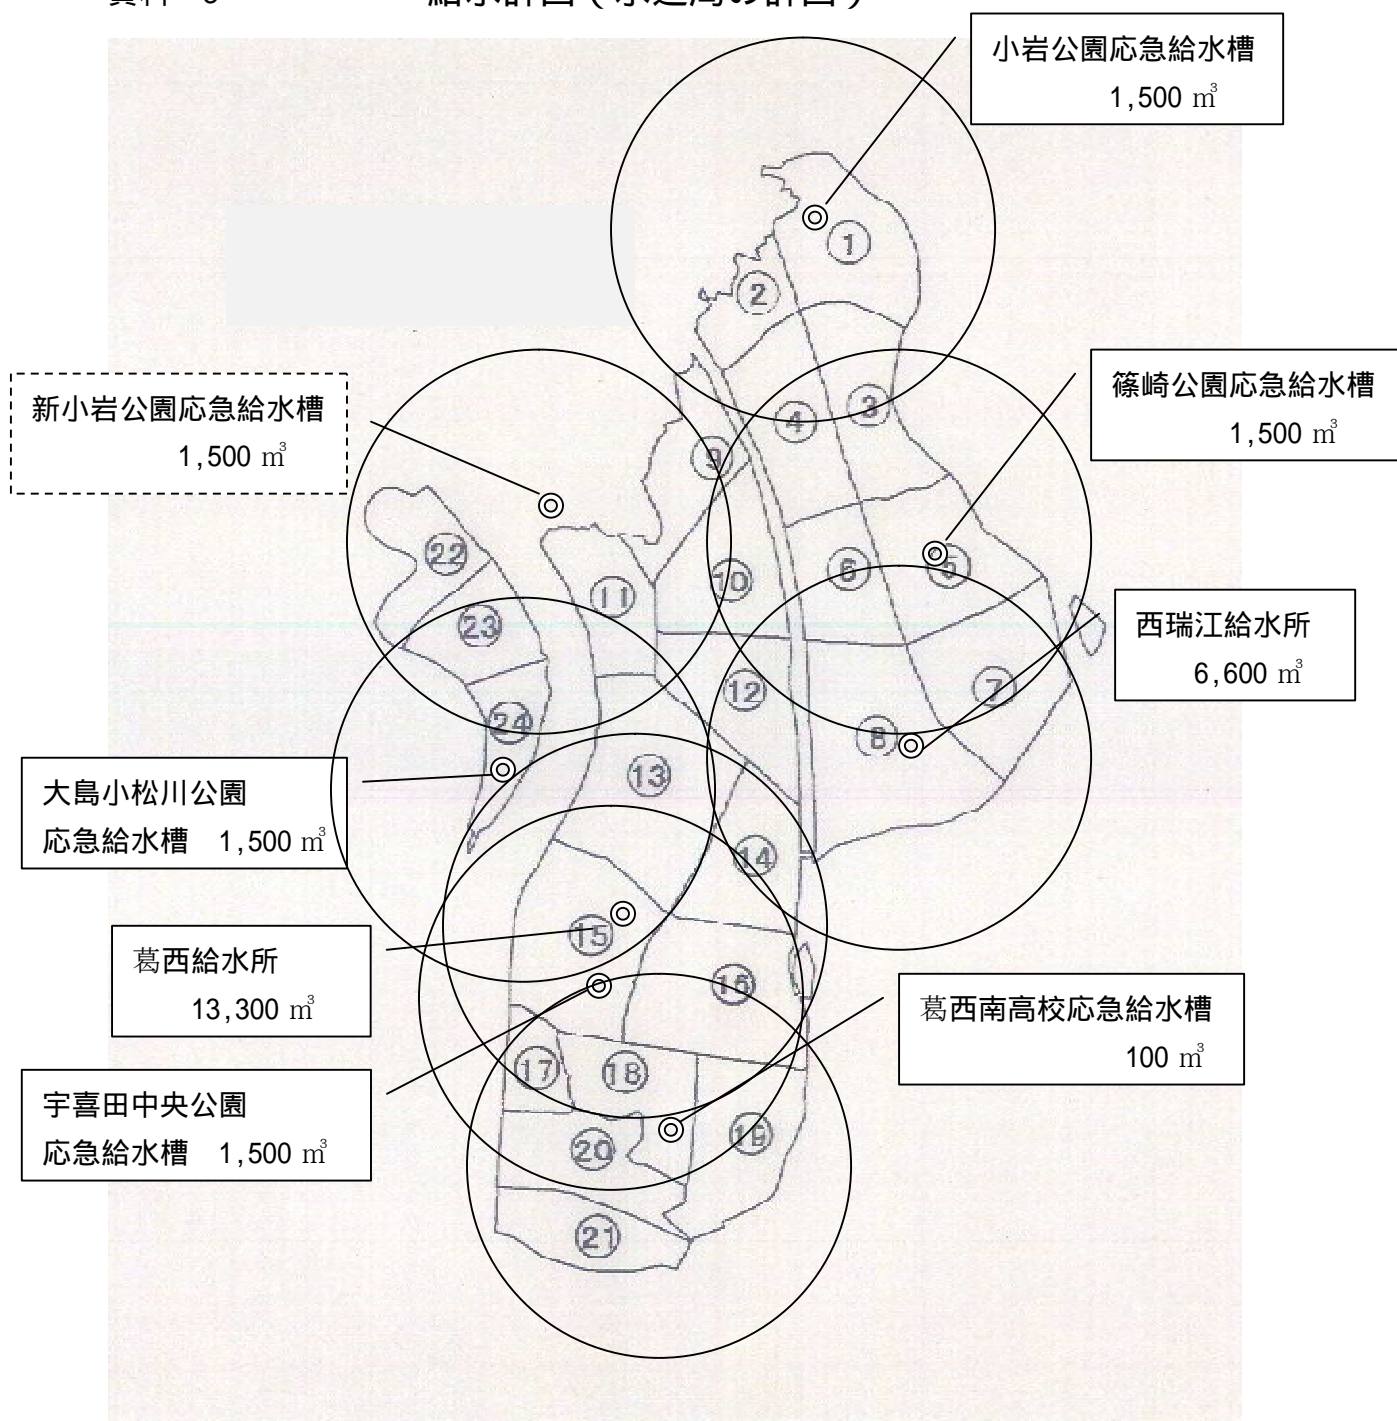 小岩公園応急給水槽
1,500 ㎥
新小岩公園応急給水槽
1,500 ㎥
篠崎公園応急給水槽
1,500 ㎥
西瑞江給水所
6,600 ㎥
大島小松川公園
応急給水槽 1,500 ㎥
葛西給水所
13,300 ㎥
宇喜田中央公園
応急給水槽 1,500 ㎥
葛西南高校応急給水槽
100 ㎥
①
②
③
④
⑨
⑤
⑥
⑩
⑪
㉒
㉓
㉔
⑫
⑦
⑧
⑬
⑭
⑮
⑰
⑱
⑲
⑳
㉑